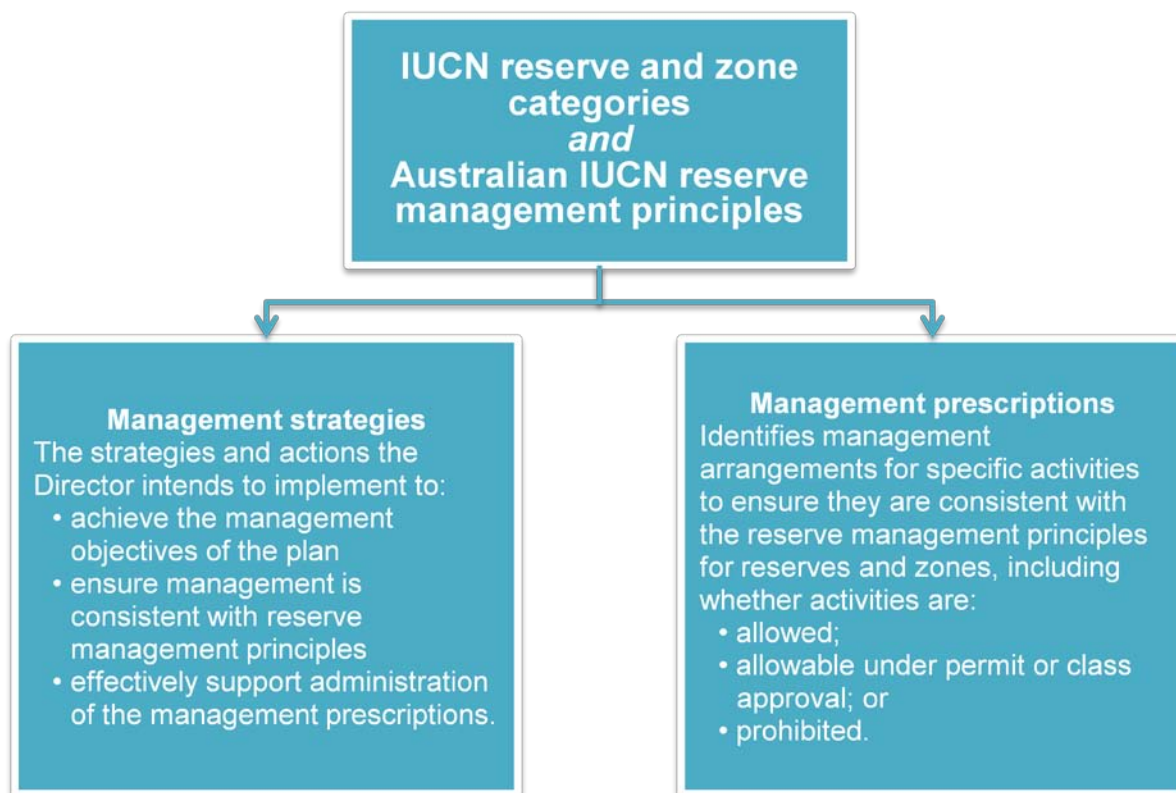 IUCN reserve and zone
categories
and
Australian IUCN reserve
management principles
Management strategies
The strategies and actions the
Director intends to implement to:
• achieve the management
objectives of the plan
• ensure management is
consistent with reserve
management principles
• effectively support administration
of the management prescriptions.
Management prescriptions
Identifies management
arrangements for specific activities
to ensure they are consistent with
the reserve management principles
for reserves and zones, including
whether activities are:
• allowed;
• allowable under permit or class
approval; or
• prohibited.